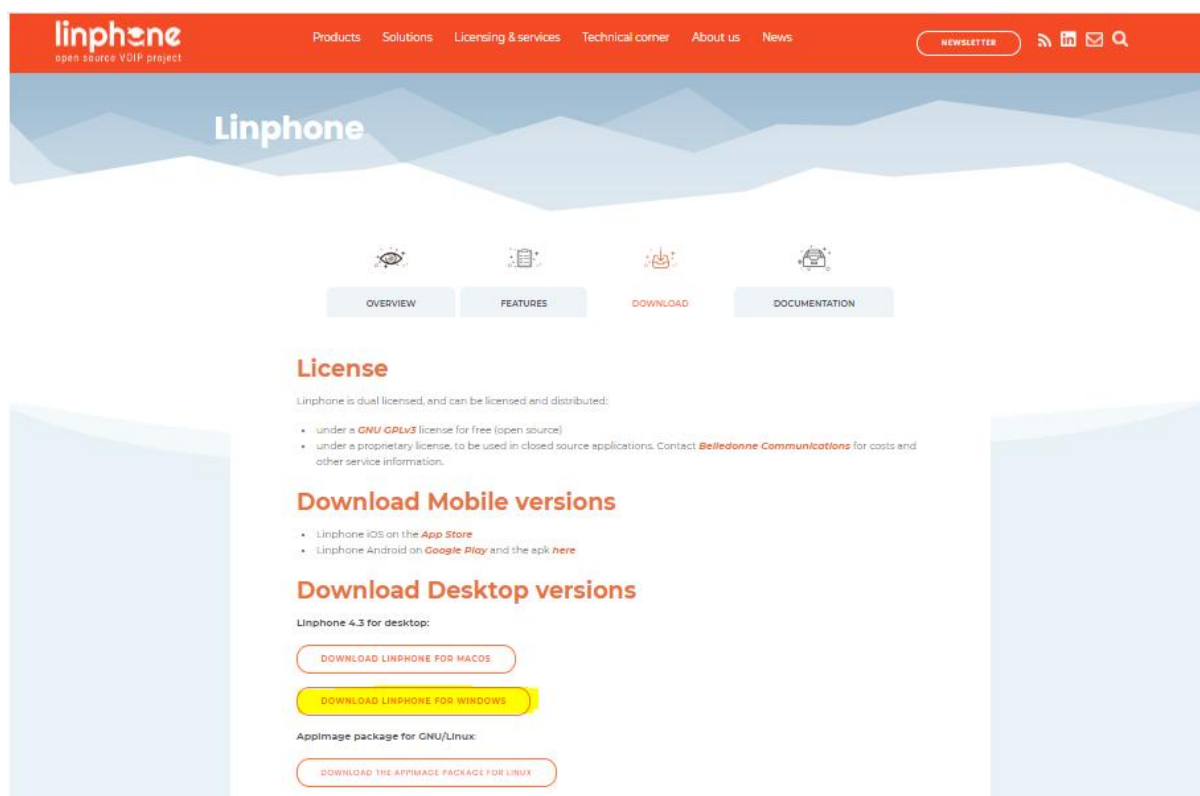 linphone
open source VOIP project
Products Solutions Licensing & services Technical corner About us News
NEWSLETTER
in
Linphone
OVERVIEW FEATURES DOWNLOAD DOCUMENTATION
License
Linphone is dual licensed, and can be licensed and distributed:
under a GNU GPLv3 license for free (open source)
under a proprietary license, to be used in closed source applications. Contact Belledonne Communications for costs and
other service information.
Download Mobile versions
Linphone iOS on the App Store
Linphone Android on Google Play and the apk here
Download Desktop versions
Linphone 4.3 for desktop:
DOWNLOAD LINPHONE FOR MACOS
DOWNLOAD LINPHONE FOR WINDOWS
AppImage package for GNU/Linux:
DOWNLOAD THE APPIMAGE PACKAGE FOR LINUX